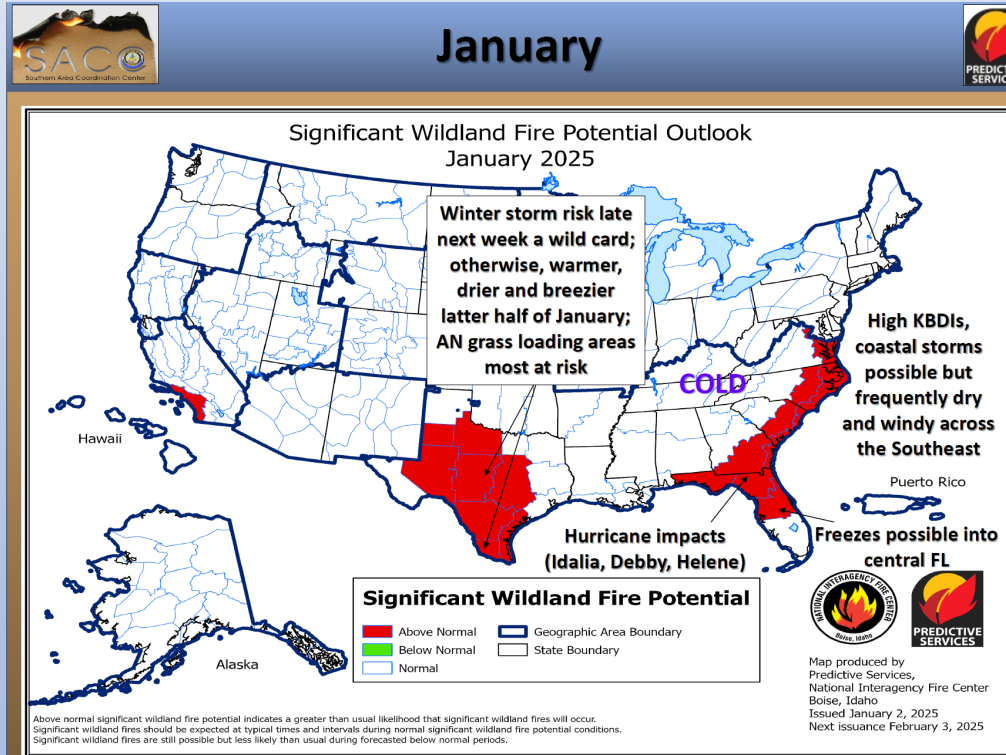 SACC
Southern Area Coordination Center
January
PREDICT
SERVIC
Significant Wildland Fire Potential Outlook
January 2025
Winter storm risk late
next week a wild card;
otherwise, warmer,
drier and breezier
latter half of January;
AN grass loading areas
most at risk
COLD
High KBDIs,
coastal storms
possible but
frequently dry
and windy across
the Southeast
Hawaii
Puerto Rico
Hurricane impacts
(Idalia, Debby, Helene)
Freezes possible into
central FL
Significant Wildland Fire Potential
Above Normal
Below Normal
Normal
Geographic Area Boundary
State Boundary
Alaska
NATIONAL INTERAGENCY FIRE CENTER
Boise, Idaho
PREDICTIVE
SERVICES
Map produced by
Predictive Services,
National Interagency Fire Center
Boise, Idaho
Issued January 2, 2025
Next issuance February 3, 2025
Above normal significant wildland fire potential indicates a greater than usual likelihood that significant wildland fires will occur.
Significant wildland fires should be expected at typical times and intervals during normal significant wildland fire potential conditions.
Significant wildland fires are still possible but less likely than usual during forecasted below normal periods.